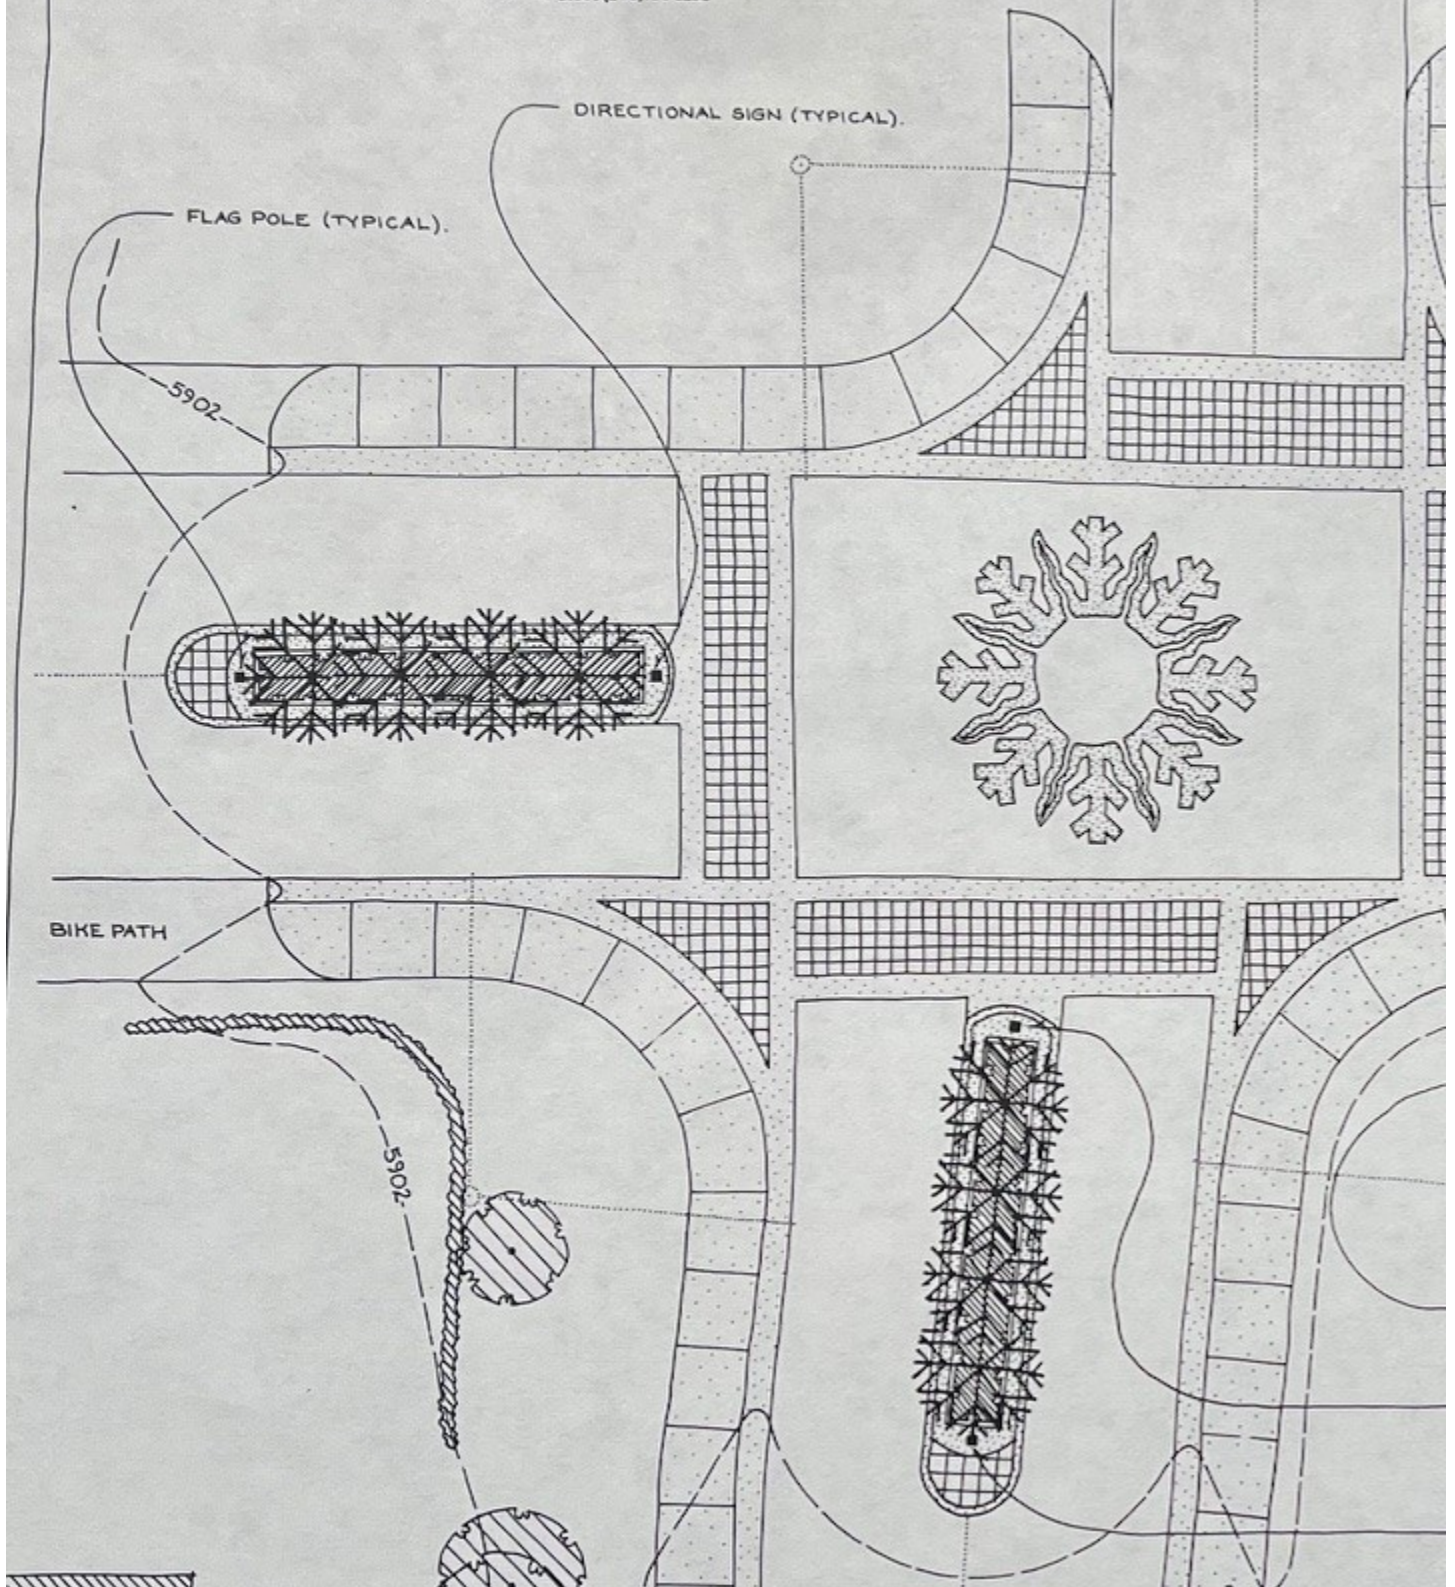 DIRECTIONAL SIGN (TYPICAL).
FLAG POLE (TYPICAL).
5902
BIKE PATH
5902